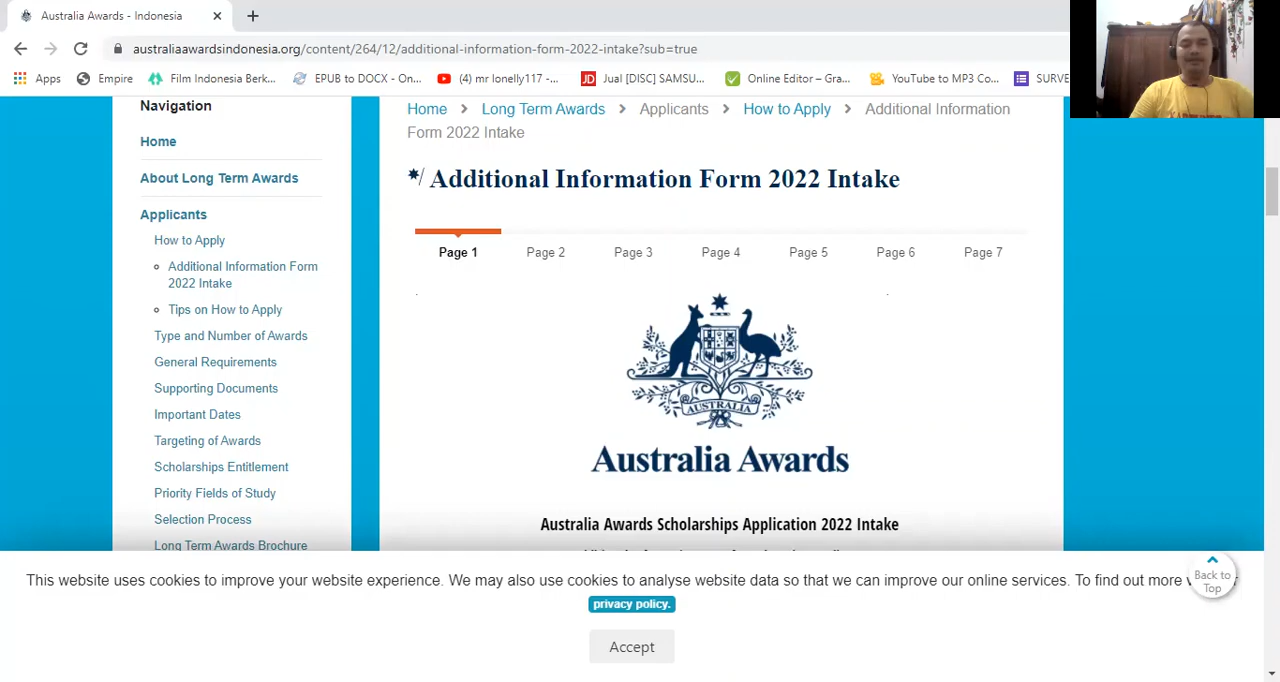 Australia Awards - Indonesia
australiaawardsindonesia.org/content/264/12/additional-information-form-2022-intake?sub=true
Apps Empire Film Indonesia Berk... EPUB to DOCX - On... (4) mr lonelly117 -... Jual [DISC] SAMSU... Online Editor – Gra... YouTube to MP3 Co... SURVE
Navigation
Home
About Long Term Awards
Applicants
How to Apply
Additional Information Form
2022 Intake
Tips on How to Apply
Type and Number of Awards
General Requirements
Supporting Documents
Important Dates
Targeting of Awards
Scholarships Entitlement
Priority Fields of Study
Selection Process
Long Term Awards Brochure
Home > Long Term Awards > Applicants > How to Apply > Additional Information
Form 2022 Intake
Additional Information Form 2022 Intake
Page 1 Page 2 Page 3 Page 4 Page 5 Page 6 Page 7
AUSTRALIA
Australia Awards
Australia Awards Scholarships Application 2022 Intake
This website uses cookies to improve your website experience. We may also use cookies to analyse website data so that we can improve our online services. To find out more
privacy policy.
Accept
Back to
Top